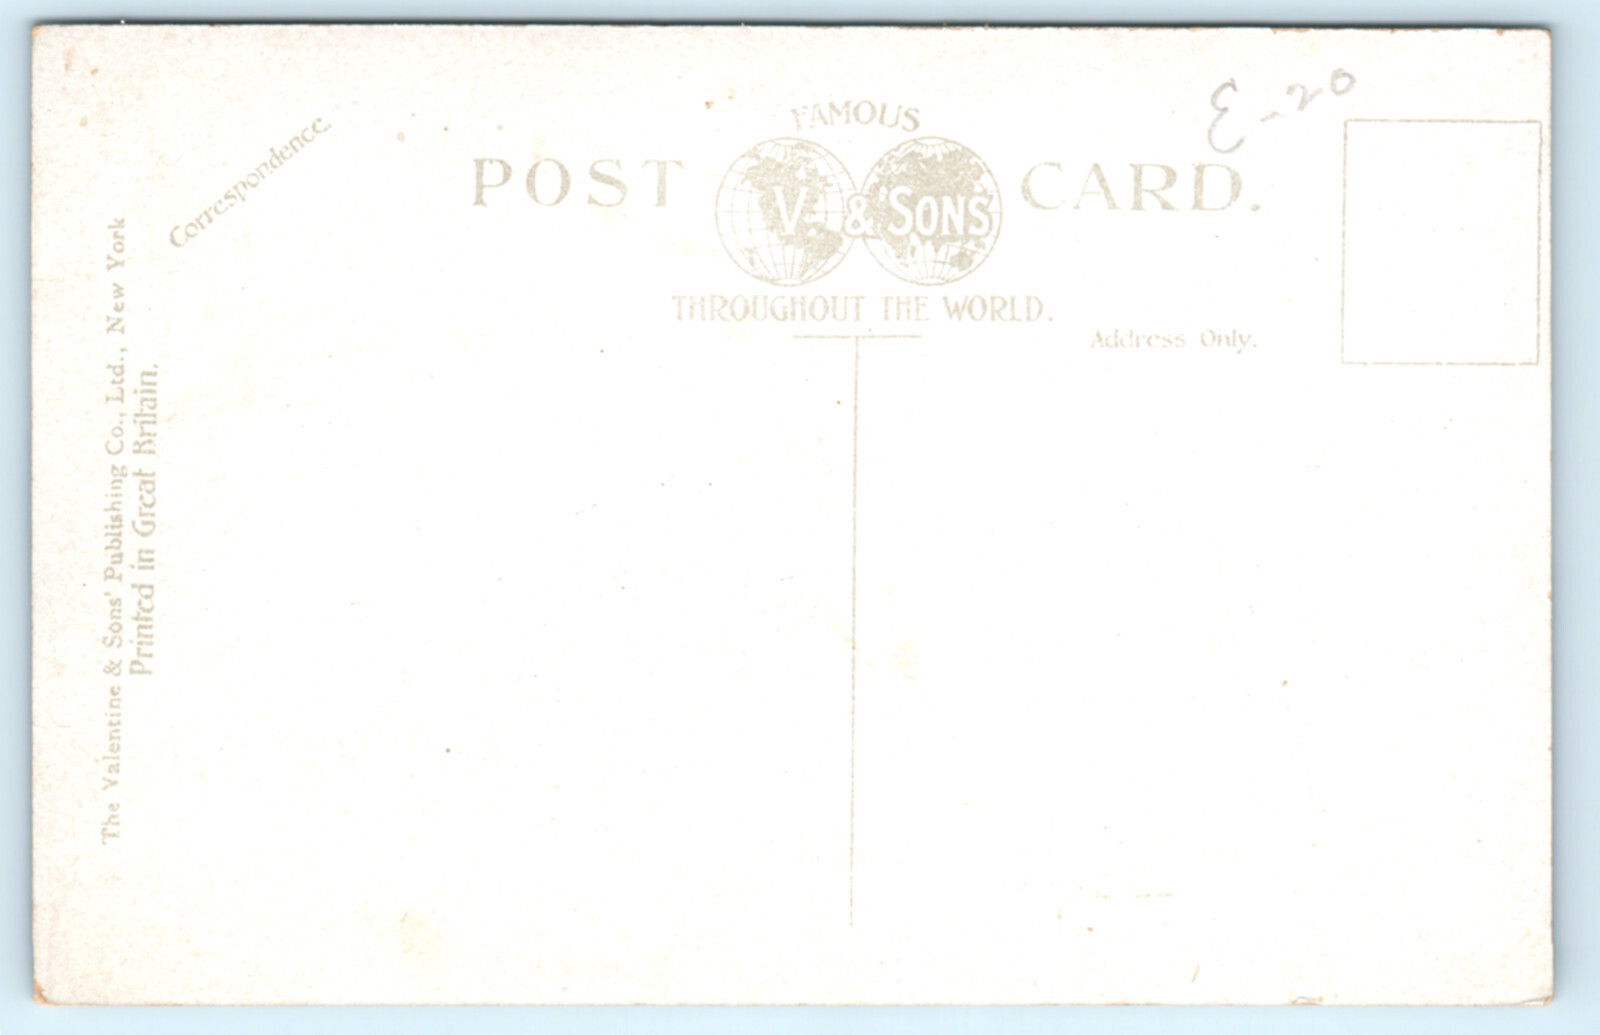 E-20
FAMOUS
POST V. & SONS CARD.
THROUGHOUT THE WORLD.
Correspondence.
Address Only.
The Valentine & Sons' Publishing Co., Ltd., New York
Printed in Great Britain.